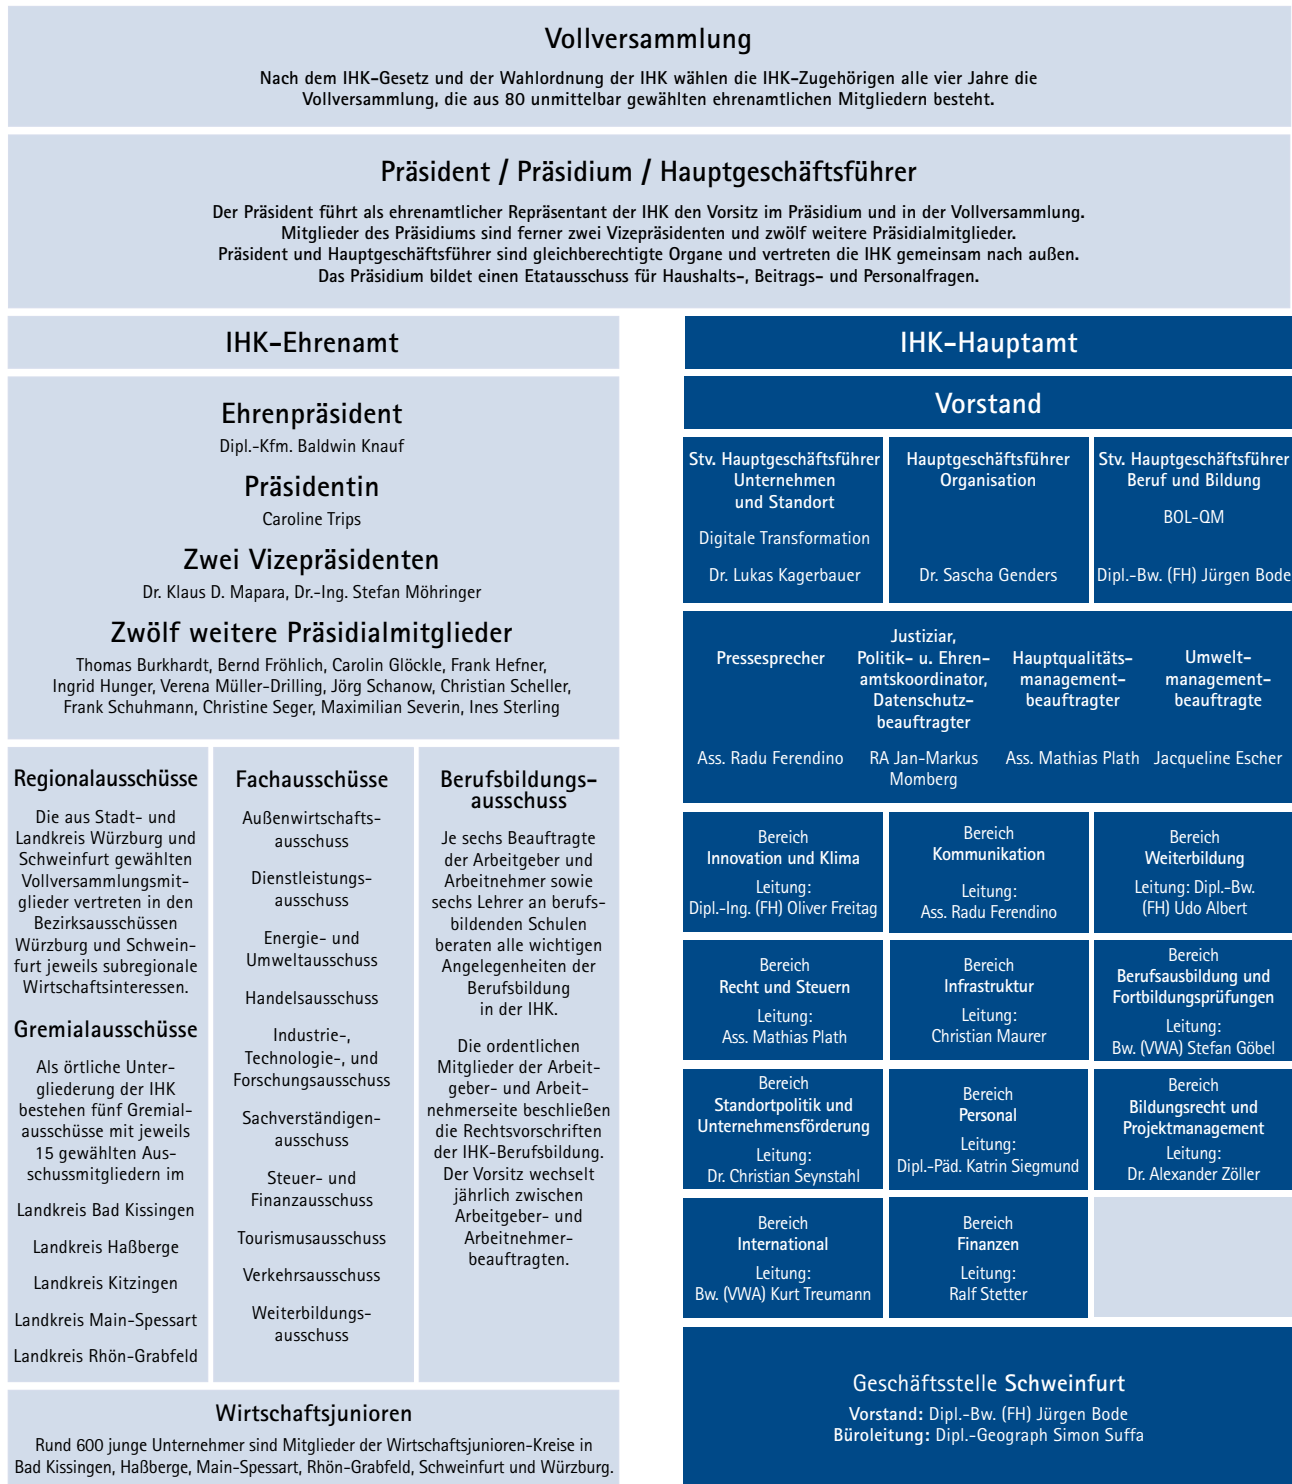 Vollversammlung
Nach dem IHK-Gesetz und der Wahlordnung der IHK wählen die IHK-Zugehörigen alle vier Jahre die
Vollversammlung, die aus 80 unmittelbar gewählten ehrenamtlichen Mitgliedern besteht.
Präsident / Präsidium / Hauptgeschäftsführer
Der Präsident führt als ehrenamtlicher Repräsentant der IHK den Vorsitz im Präsidium und in der Vollversammlung.
Mitglieder des Präsidiums sind ferner zwei Vizepräsidenten und zwölf weitere Präsidialmitglieder.
Präsident und Hauptgeschäftsführer sind gleichberechtigte Organe und vertreten die IHK gemeinsam nach außen.
Das Präsidium bildet einen Etatausschuss für Haushalts-, Beitrags- und Personalfragen.
IHK-Ehrenamt
Ehrenpräsident
Dipl.-Kfm. Baldwin Knauf
Präsidentin
Caroline Trips
Zwei Vizepräsidenten
Dr. Klaus D. Mapara, Dr.-Ing. Stefan Möhringer
Zwölf weitere Präsidialmitglieder
Thomas Burkhardt, Bernd Fröhlich, Carolin Glöckle, Frank Hefner,
Ingrid Hunger, Verena Müller-Drilling, Jörg Schanow, Christian Scheller,
Frank Schuhmann, Christine Seger, Maximilian Severin, Ines Sterling
Regionalausschüsse
Die aus Stadt- und
Landkreis Würzburg und
Schweinfurt gewählten
Vollversammlungsmit-
glieder vertreten in den
Bezirksausschüssen
Würzburg und Schwein-
furt jeweils subregionale
Wirtschaftsinteressen.
Gremialausschüsse
Als örtliche Unter-
gliederung der IHK
bestehen fünf Gremial-
ausschüsse mit jeweils
15 gewählten Aus-
schussmitgliedern im
Landkreis Bad Kissingen
Landkreis Haßberge
Landkreis Kitzingen
Landkreis Main-Spessart
Landkreis Rhön-Grabfeld
Fachausschüsse
Außenwirtschafts-
ausschuss
Dienstleistungs-
ausschuss
Energie- und
Umweltausschuss
Handelsausschuss
Industrie-,
Technologie-, und
Forschungsausschuss
Sachverständigen-
ausschuss
Steuer- und
Finanzausschuss
Tourismusausschuss
Verkehrsausschuss
Weiterbildungs-
ausschuss
Berufsbildungs-
ausschuss
Je sechs Beauftragte
der Arbeitgeber und
Arbeitnehmer sowie
sechs Lehrer an berufs-
bildenden Schulen
beraten alle wichtigen
Angelegenheiten der
Berufsbildung
in der IHK.
Die ordentlichen
Mitglieder der Arbeit-
geber- und Arbeit-
nehmerseite beschließen
die Rechtsvorschriften
der IHK-Berufsbildung.
Der Vorsitz wechselt
jährlich zwischen
Arbeitgeber- und
Arbeitnehmer-
beauftragten.
Wirtschaftsjunioren
Rund 600 junge Unternehmer sind Mitglieder der Wirtschaftsjunioren-Kreise in
Bad Kissingen, Haßberge, Main-Spessart, Rhön-Grabfeld, Schweinfurt und Würzburg.
IHK-Hauptamt
Vorstand
Stv. Hauptgeschäftsführer
Unternehmen
und Standort
Digitale Transformation
Dr. Lukas Kagerbauer
Hauptgeschäftsführer
Organisation
Dr. Sascha Genders
Stv. Hauptgeschäftsführer
Beruf und Bildung
BOL-QM
Dipl.-Bw. (FH) Jürgen Bode
Pressesprecher
Ass. Radu Ferendino
Justiziar,
Politik- u. Ehren-
amtskoordinator,
Datenschutz-
beauftragter
RA Jan-Markus
Momberg
Hauptqualitäts-
management-
beauftragter
Ass. Mathias Plath
Umwelt-
management-
beauftragte
Jacqueline Escher
Bereich
Innovation und Klima
Leitung:
Dipl.-Ing. (FH) Oliver Freitag
Bereich
Kommunikation
Leitung:
Ass. Radu Ferendino
Bereich
Weiterbildung
Leitung: Dipl.-Bw.
(FH) Udo Albert
Bereich
Recht und Steuern
Leitung:
Ass. Mathias Plath
Bereich
Infrastruktur
Leitung:
Christian Maurer
Bereich
Berufsausbildung und
Fortbildungsprüfungen
Leitung:
Bw. (VWA) Stefan Göbel
Bereich
Standortpolitik und
Unternehmensförderung
Leitung:
Dr. Christian Seynstahl
Bereich
Personal
Leitung:
Dipl.-Päd. Katrin Siegmund
Bereich
Bildungsrecht und
Projektmanagement
Leitung:
Dr. Alexander Zöller
Bereich
International
Leitung:
Bw. (VWA) Kurt Treumann
Bereich
Finanzen
Leitung:
Ralf Stetter
Geschäftsstelle Schweinfurt
Vorstand: Dipl.-Bw. (FH) Jürgen Bode
Büroleitung: Dipl.-Geograph Simon Suffa